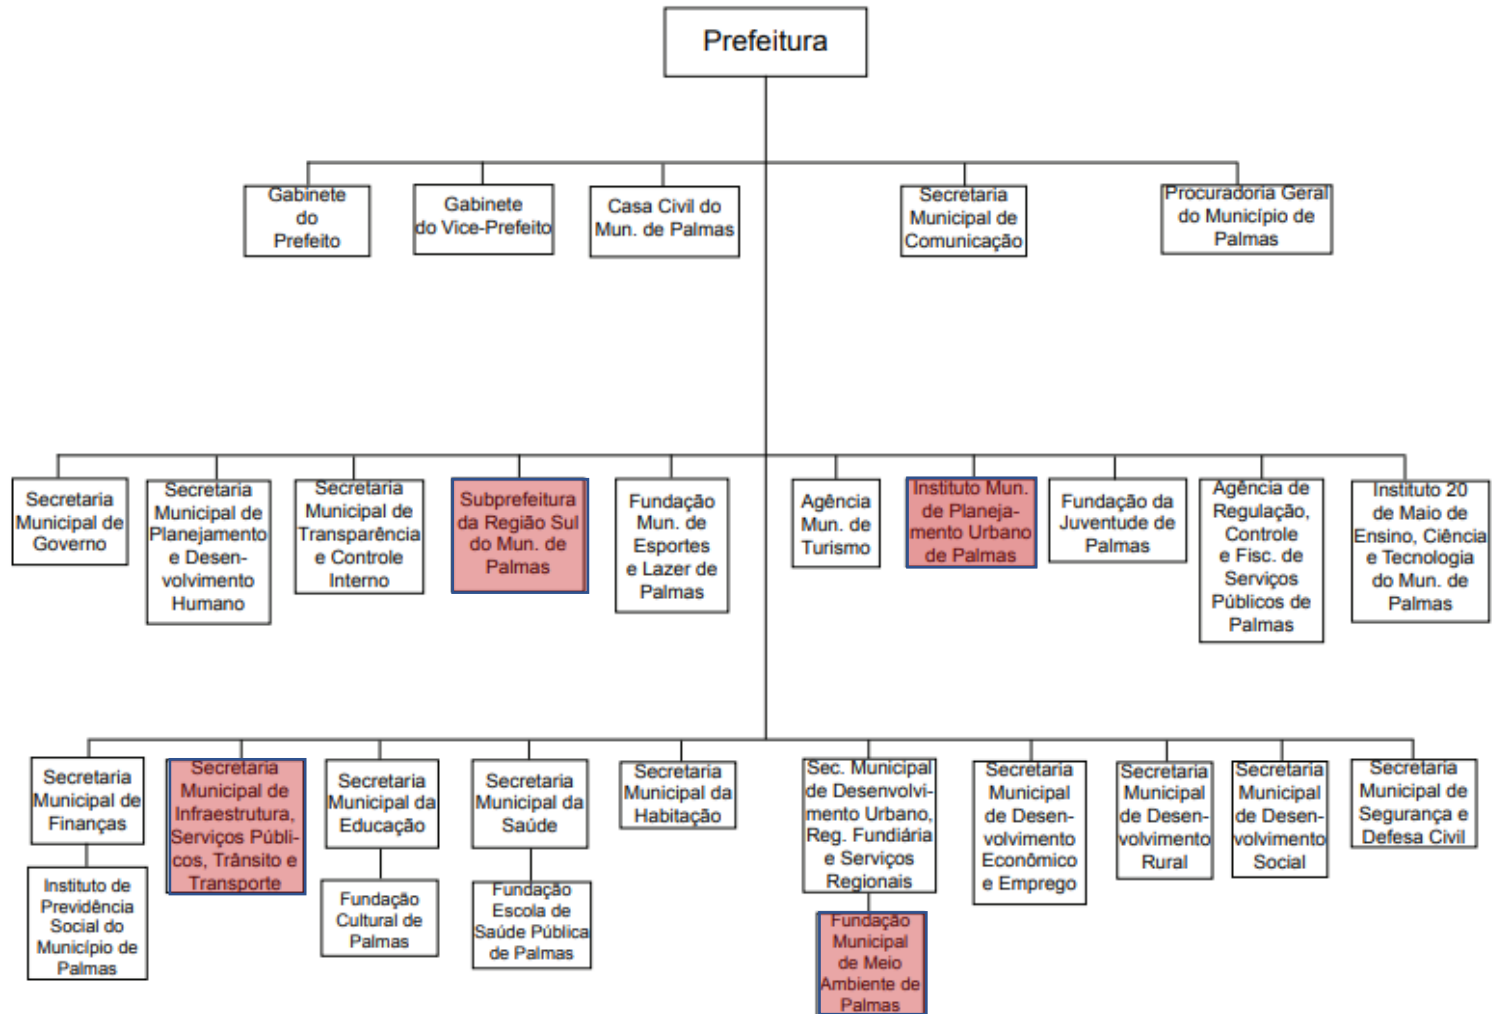 Prefeitura
Gabinete
do
Prefeito
Gabinete
do Vice-Prefeito
Casa Civil do
Mun. de Palmas
Secretaria
Municipal de
Comunicação
Procuradoria Geral
do Município de
Palmas
Secretaria
Municipal de
Governo
Secretaria
Municipal de
Planejamento
e Desen-
volvimento
Humano
Secretaria
Municipal de
Transparência
e Controle
Interno
Subprefeitura
da Região Sul
do Mun. de
Palmas
Fundação
Mun. de
Esportes
e Lazer de
Palmas
Agência
Mun. de
Turismo
Instituto Mun.
de Planeja-
mento Urbano
de Palmas
Fundação da
Juventude de
Palmas
Agência de
Regulação,
Controle
e Fisc. de
Serviços
Públicos de
Palmas
Instituto 20
de Maio de
Ensino, Ciência
e Tecnologia
do Mun. de
Palmas
Secretaria
Municipal de
Finanças
Instituto de
Previdência
Social do
Município de
Palmas
Secretaria
Municipal de
Infraestrutura,
Serviços Públi-
cos, Trânsito e
Transporte
Secretaria
Municipal da
Educação
Fundação
Cultural de
Palmas
Secretaria
Municipal da
Saúde
Fundação
Escola de
Saúde Pública
de Palmas
Secretaria
Municipal da
Habitação
Sec. Municipal
de Desenvolvi-
mento Urbano,
Reg. Fundiária
e Serviços
Regionais
Fundação
Municipal
de Meio
Ambiente de
Palmas
Secretaria
Municipal
de Desen-
volvimento
Econômico
e Emprego
Secretaria
Municipal
de Desen-
volvimento
Rural
Secretaria
Municipal
de Desen-
volvimento
Social
Secretaria
Municipal de
Segurança e
Defesa Civil